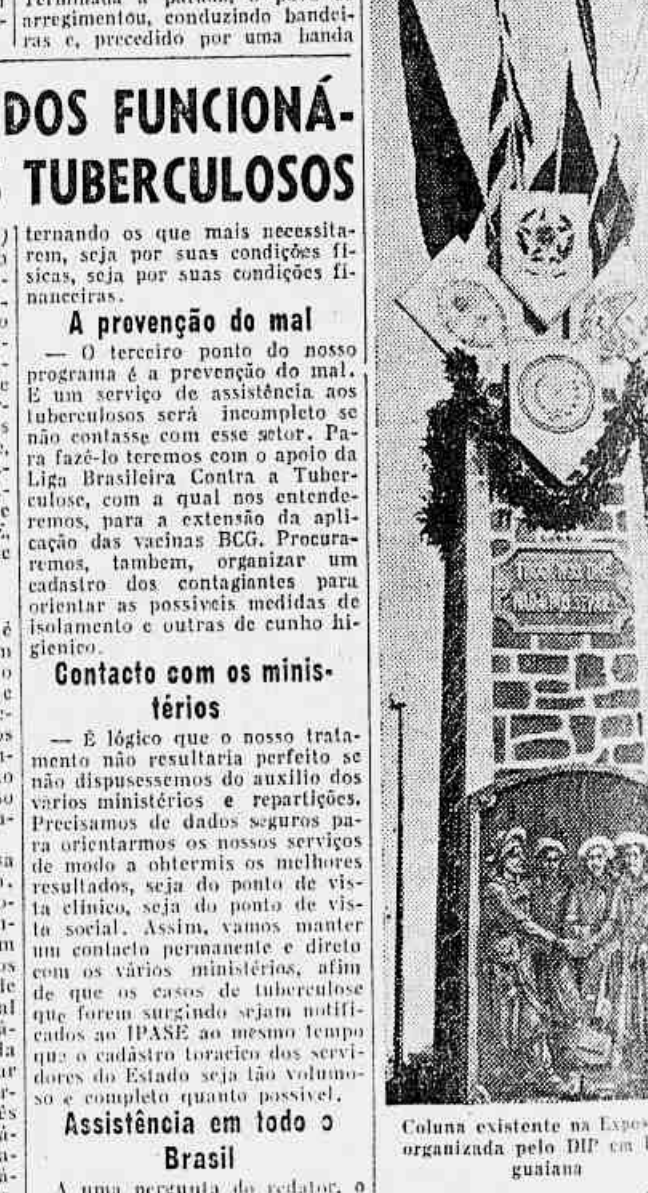 arregimentou, conduzindo bandei-
ras e, precedido por uma banda
DOS FUNCIONÁ-
TUBERCULOSOS
ternando os que mais necessita-
rem, seja por suas condições fi-
sicas, seja por suas condições fi-
nanceiras.
A prevenção do mal
— O terceiro ponto do nosso
programa é a prevenção do mal.
E um serviço de assistência aos
tuberculosos será incompleto se
não contasse com esse setor. Pa-
ra fazê-lo teremos com o apoio da
Liga Brasileira Contra a Tuber-
culose, com a qual nos entende-
remos, para a extensão da apli-
cação das vacinas BCG. Procura-
remos, tambem, organizar um
cadastro dos contagiantes para
orientar as possiveis medidas de
isolamento e outras de cunho hi-
gienico.
Contacto com os minis-
térios
— É lógico que o nosso trata-
mento não resultaria perfeito se
não dispusessemos do auxilio dos
varios ministérios e repartições.
Precisamos de dados seguros pa-
ra orientarmos os nossos serviços
de modo a obtermis os melhores
resultados, seja do ponto de vis-
ta clinico, seja do ponto de vis-
ta social. Assim, vamos manter
um contacto permanente e direto
com os vários ministérios, afim
de que os casos de tuberculose
que forem surgindo sejam notifi-
cados ao IPASE ao mesmo tempo
que o cadástro toracico dos servi-
dores do Estado seja tão volumo-
so e completo quanto possivel.
Assistência em todo o
Brasil
A uma pergunta do redator, o
Coluna existente na Expos
organizada pelo DIP em
guaiana